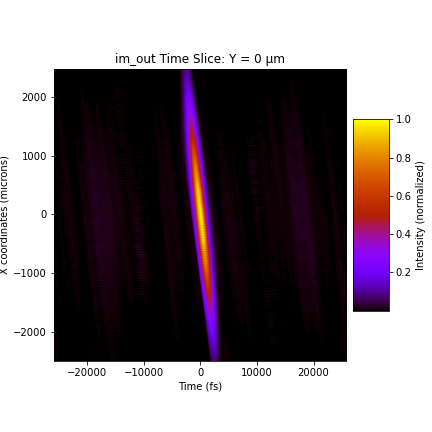 im_out Time Slice: Y = 0 μm
X coordinates (microns)
2000
1000
0
−1000
−2000
−20000 −10000 0 10000 20000
Time (fs)
1.0
0.8
0.6
0.4
0.2
Intensity (normalized)